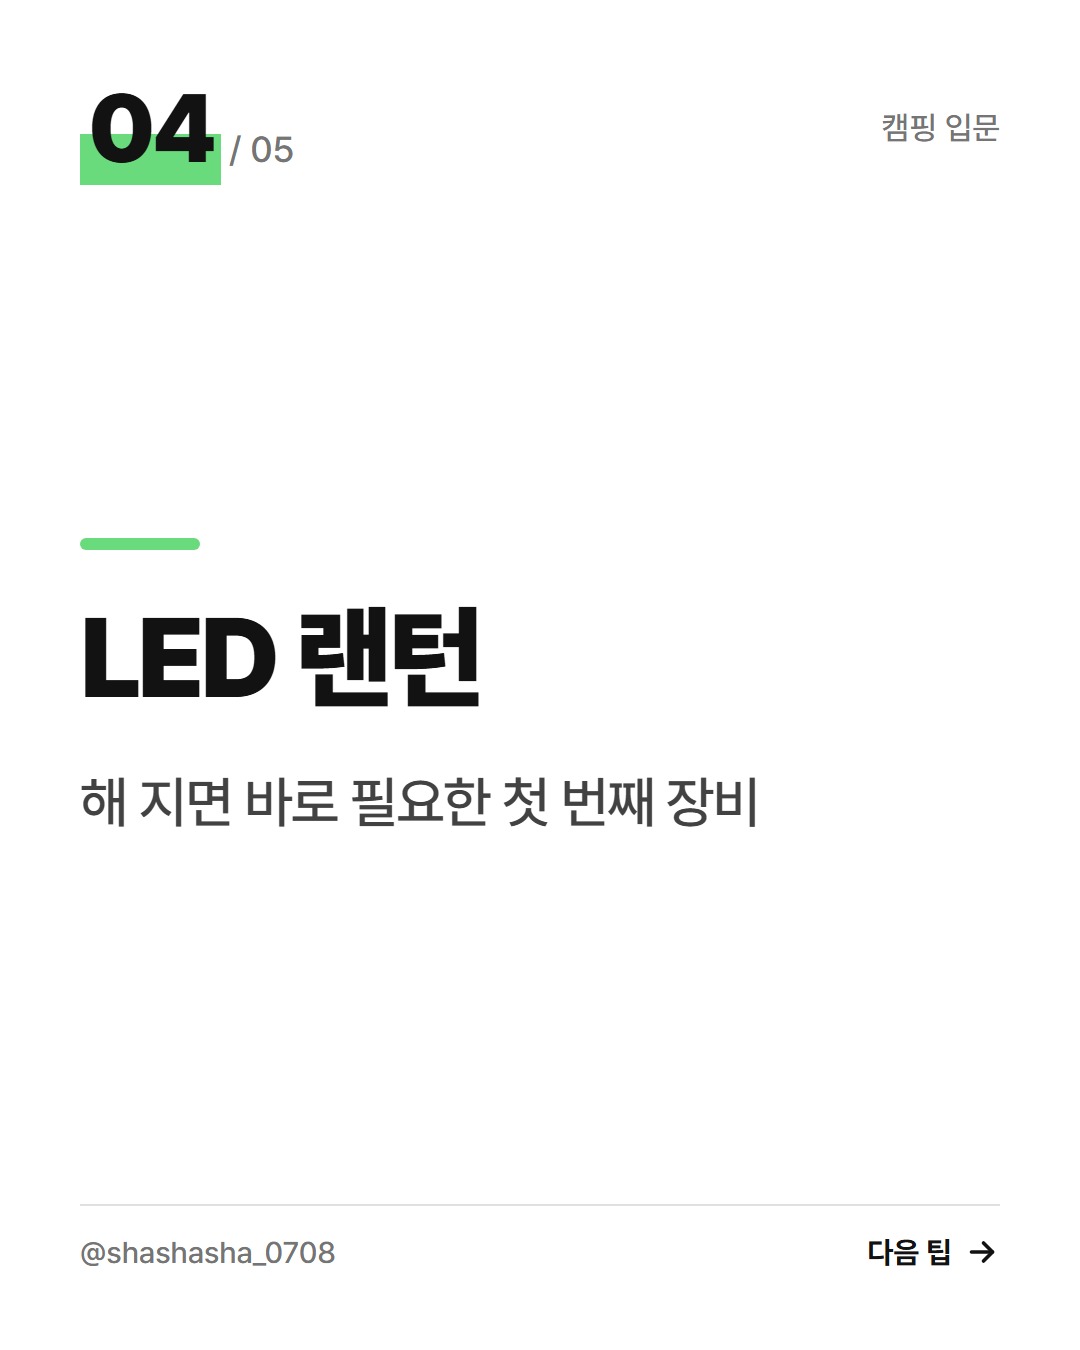 04 / 05
캠핑 입문
LED 랜턴
해 지면 바로 필요한 첫 번째 장비
@shashasha_0708
다음 팁 →